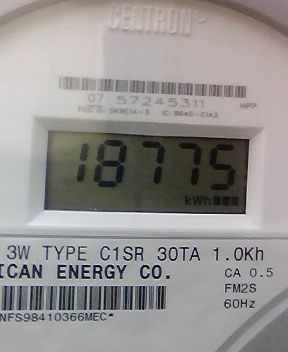 CENTRON®
07 57245311 HPP
18775
kWh
3W TYPE C1SR 30TA 1.0Kh
ICAN ENERGY CO. CA 0.5
FM2S
60Hz
NFS98410366MEC*